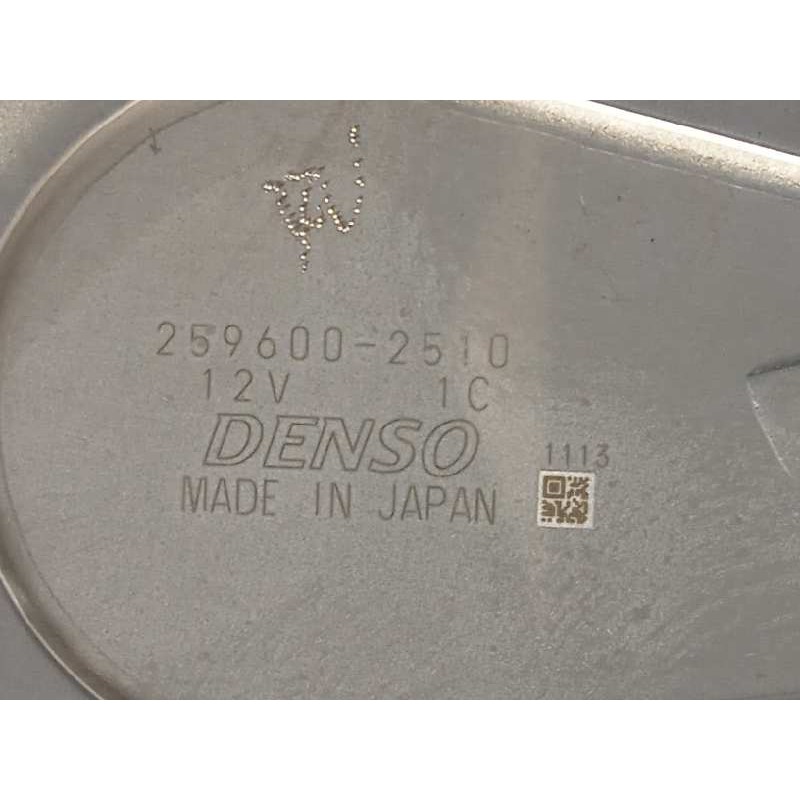 259600-2510
12V 1C
DENSO
1113
MADE IN JAPAN